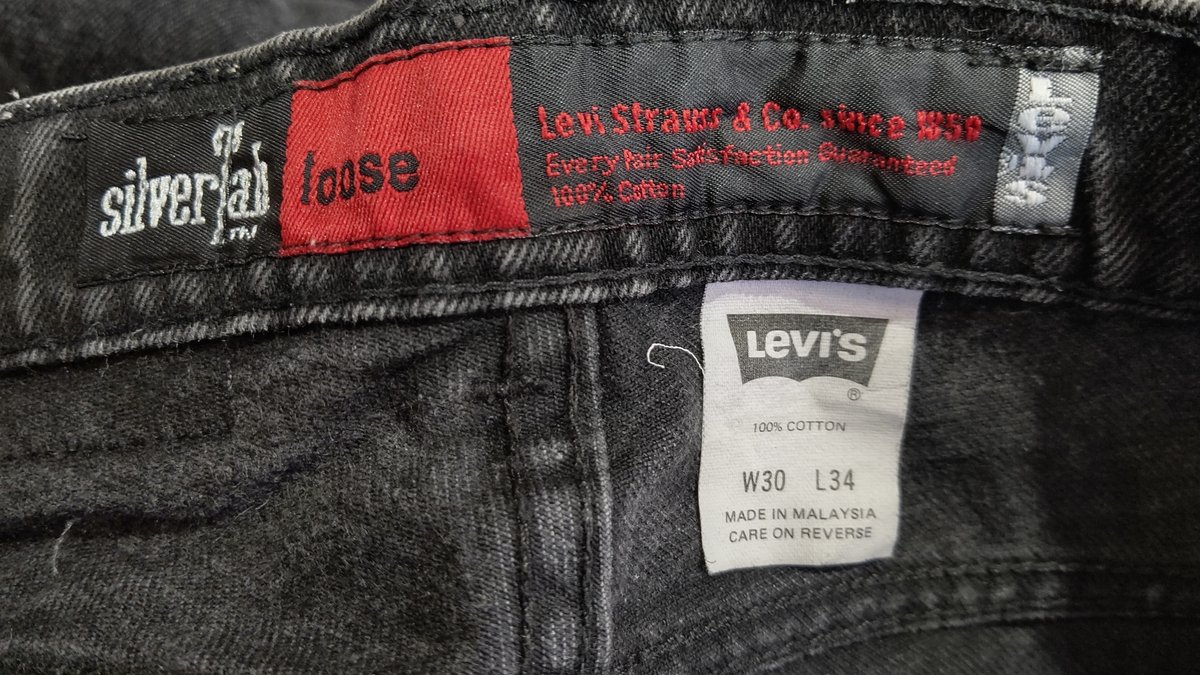 silverTab
TM
loose
Levi Strauss & Co. since 1850
Every Pair Satisfaction Guaranteed
100% Cotton
Levi's
LEVI'S
®
100% COTTON
W30 L34
MADE IN MALAYSIA
CARE ON REVERSE